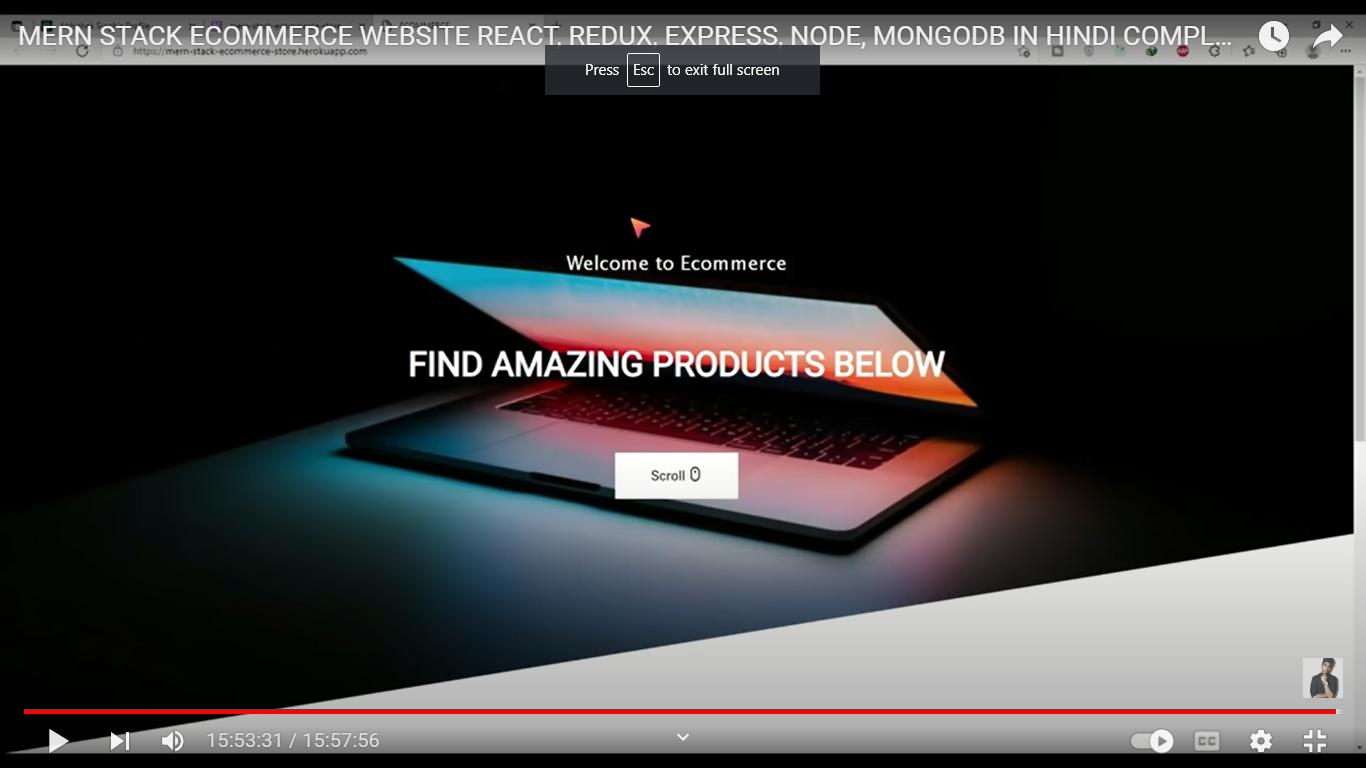 MERN STACK ECOMMERCE WEBSITE REACT, REDUX, EXPRESS, NODE, MONGODB IN HINDI COMPL...
https://mern-stack-ecommerce-store.herokuapp.com
Press Esc to exit full screen
Welcome to Ecommerce
FIND AMAZING PRODUCTS BELOW
Scroll
15:53:31 / 15:57:56
CC